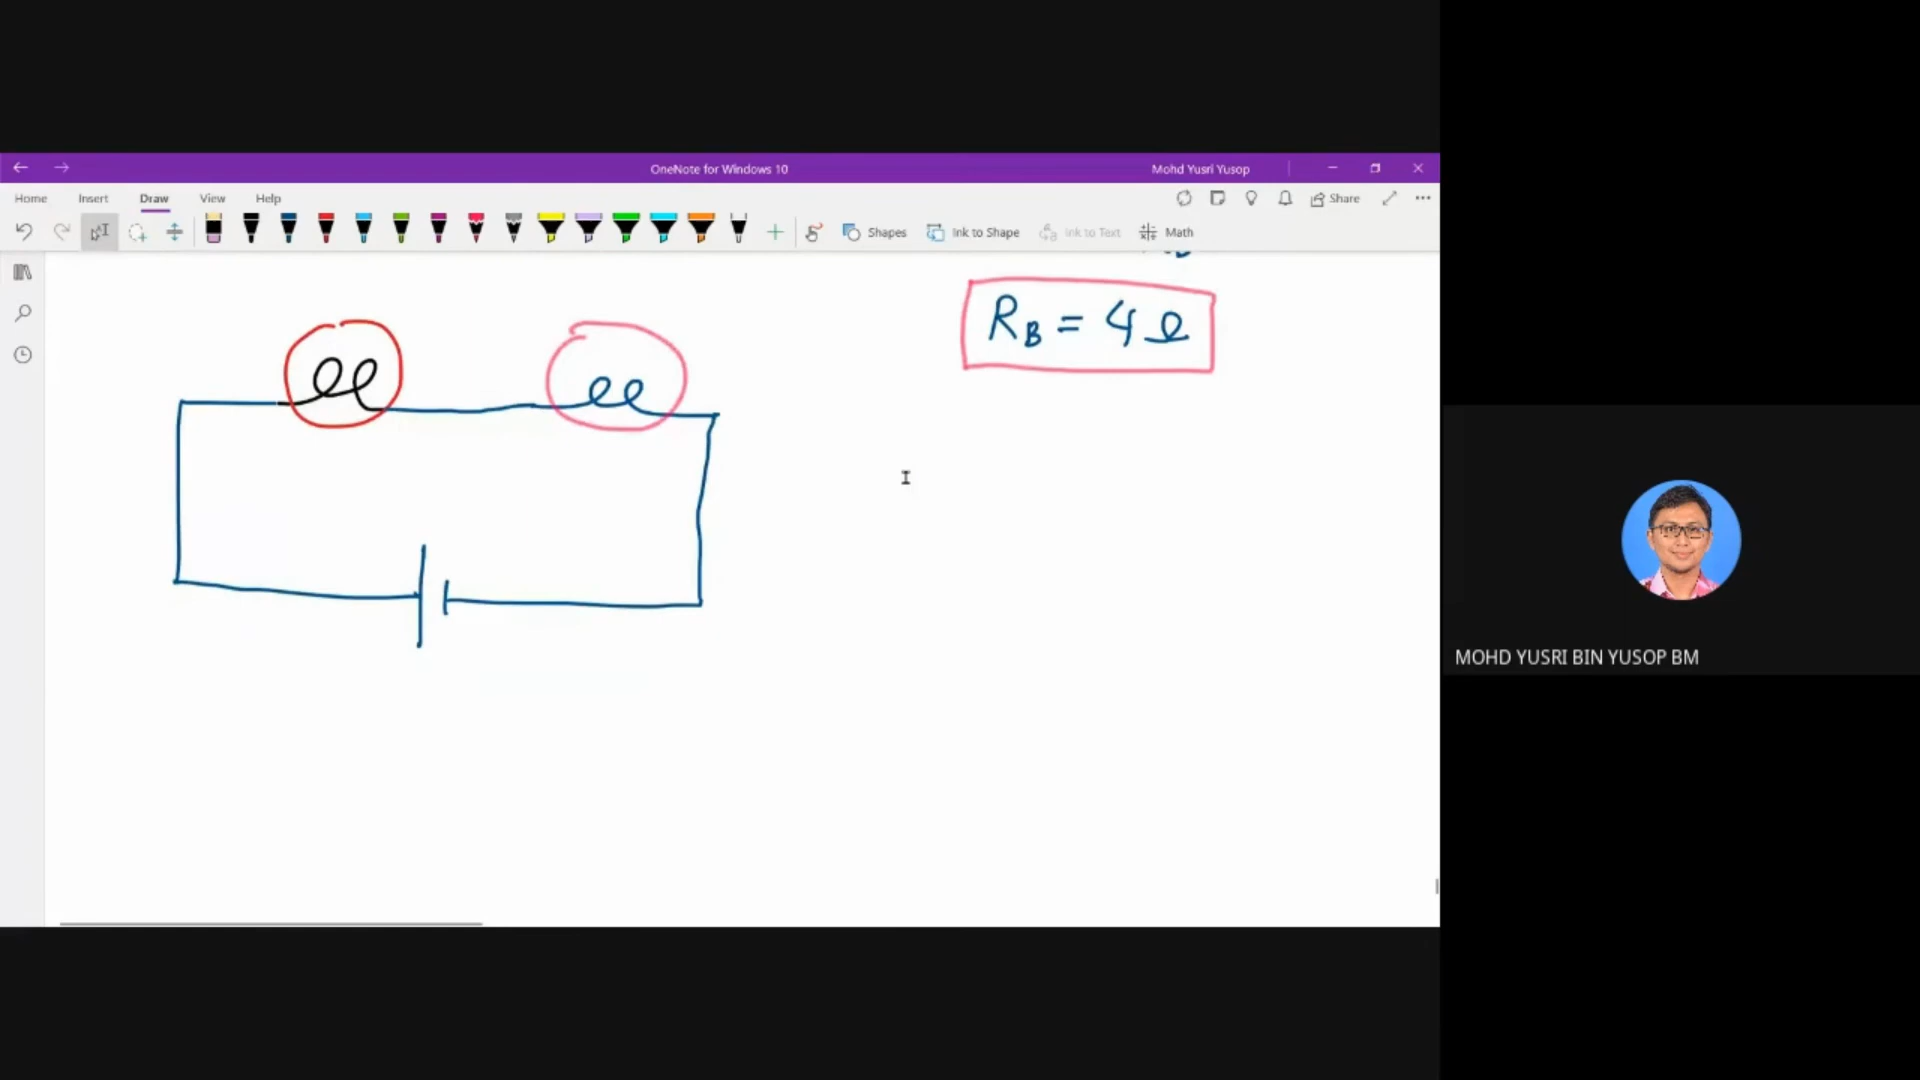 OneNote for Windows 10
Mohd Yusri Yusop
Home Insert Draw View Help
Share
Shapes Ink to Shape Ink to Text Math
R_B = 4 Ω
MOHD YUSRI BIN YUSOP BM